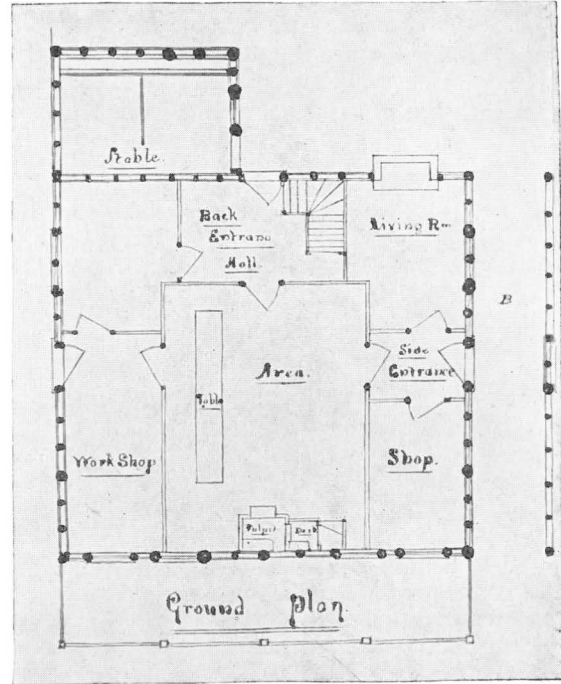 Stable.
Back
Entrance
Hall.
Living Rm
B
Side
Entrance
Area.
Table
Work Shop
Shop.
Pulpit
Desk
Ground Plan.